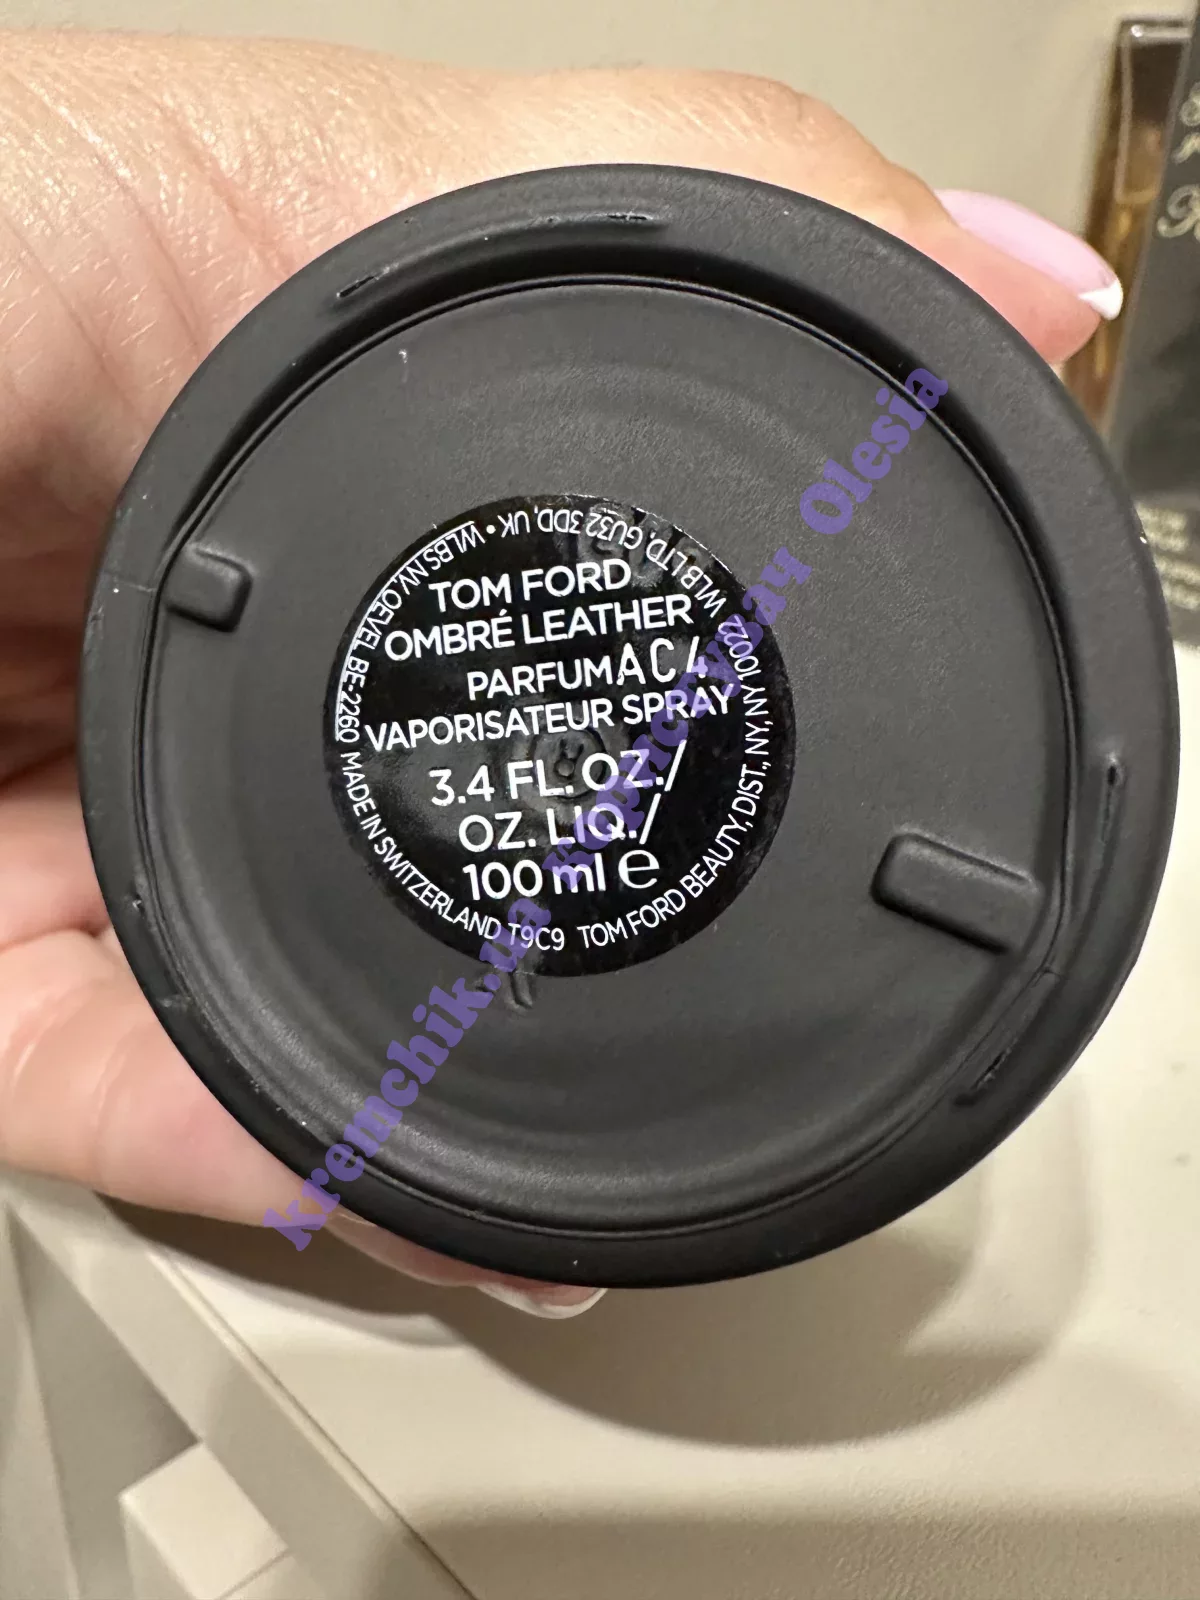 TOM FORD
OMBRÉ LEATHER
PARFUM AC4
VAPORISATEUR SPRAY
3.4 FL. OZ./
OZ. LIQ./
100 ml e
WLBS NV, OEVEL BE-2260 MADE IN SWITZERLAND T9C9 TOM FORD BEAUTY, DIST., NY, NY 10022 WLB LTD, GU32 3DD, UK •
kremchik.ua користувач Olesia